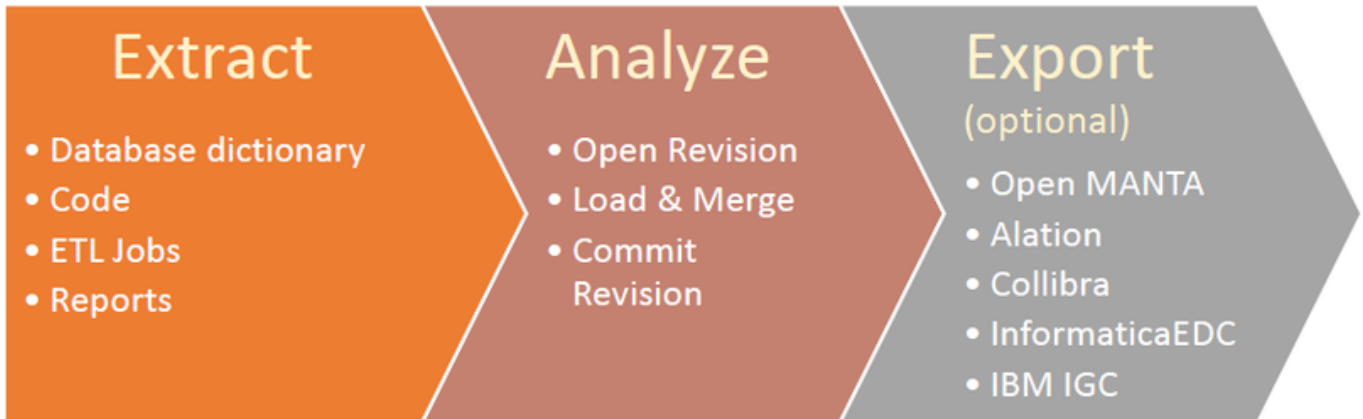 Extract
• Database dictionary
• Code
• ETL Jobs
• Reports
Analyze
• Open Revision
• Load & Merge
• Commit
Revision
Export
(optional)
• Open MANTA
• Alation
• Collibra
• InformaticaEDC
• IBM IGC